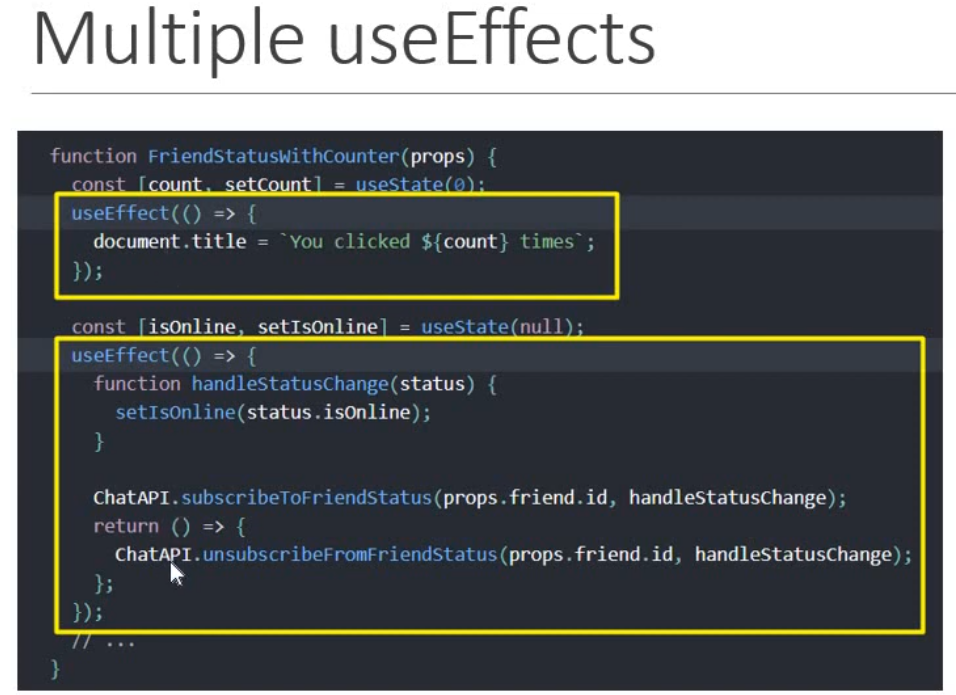 Multiple useEffects
function FriendStatusWithCounter(props) {
const [count, setCount] = useState(0);
useEffect(() => {
document.title = `You clicked ${count} times`;
});
const [isOnline, setIsOnline] = useState(null);
useEffect(() => {
function handleStatusChange(status) {
setIsOnline(status.isOnline);
}
ChatAPI.subscribeToFriendStatus(props.friend.id, handleStatusChange);
return () => {
ChatAPI.unsubscribeFromFriendStatus(props.friend.id, handleStatusChange);
};
});
// ...
}